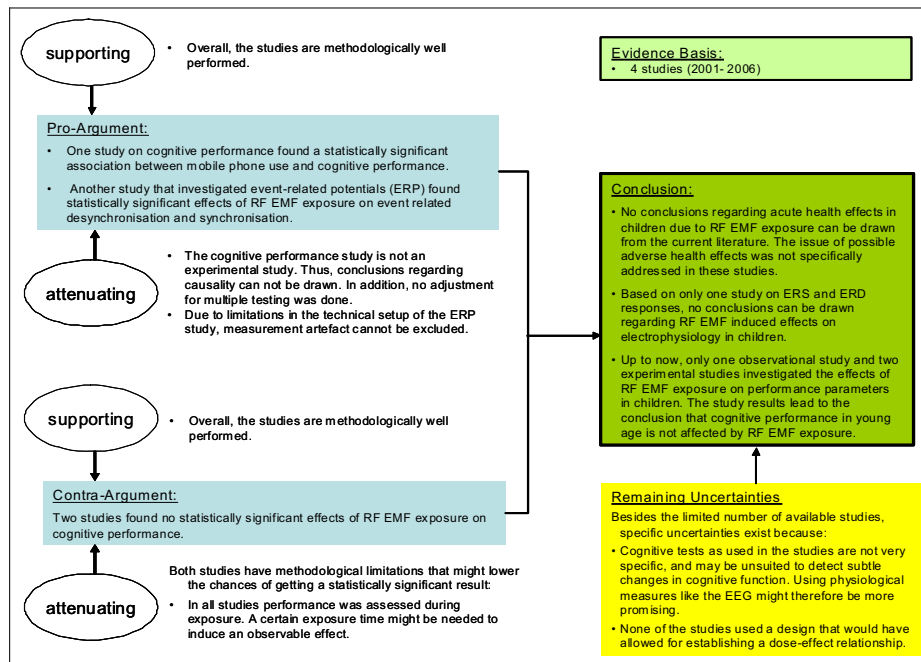 supporting
• Overall, the studies are methodologically well
performed.
Evidence Basis:
• 4 studies (2001- 2006)
Pro-Argument:
• One study on cognitive performance found a statistically significant
association between mobile phone use and cognitive performance.
• Another study that investigated event-related potentials (ERP) found
statistically significant effects of RF EMF exposure on event related
desynchronisation and synchronisation.
attenuating
• The cognitive performance study is not an
experimental study. Thus, conclusions regarding
causality can not be drawn. In addition, no adjustment
for multiple testing was done.
• Due to limitations in the technical setup of the ERP
study, measurement artefact cannot be excluded.
supporting
• Overall, the studies are methodologically well
performed.
Contra-Argument:
Two studies found no statistically significant effects of RF EMF exposure on
cognitive performance.
attenuating
Both studies have methodological limitations that might lower
the chances of getting a statistically significant result:
• In all studies performance was assessed during
exposure. A certain exposure time might be needed to
induce an observable effect.
Conclusion:
• No conclusions regarding acute health effects in
children due to RF EMF exposure can be drawn
from the current literature. The issue of possible
adverse health effects was not specifically
addressed in these studies.
• Based on only one study on ERS and ERD
responses, no conclusions can be drawn
regarding RF EMF induced effects on
electrophysiology in children.
• Up to now, only one observational study and two
experimental studies investigated the effects of
RF EMF exposure on performance parameters
in children. The study results lead to the
conclusion that cognitive performance in young
age is not affected by RF EMF exposure.
Remaining Uncertainties
Besides the limited number of available studies,
specific uncertainties exist because:
• Cognitive tests as used in the studies are not very
specific, and may be unsuited to detect subtle
changes in cognitive function. Using physiological
measures like the EEG might therefore be more
promising.
• None of the studies used a design that would have
allowed for establishing a dose-effect relationship.